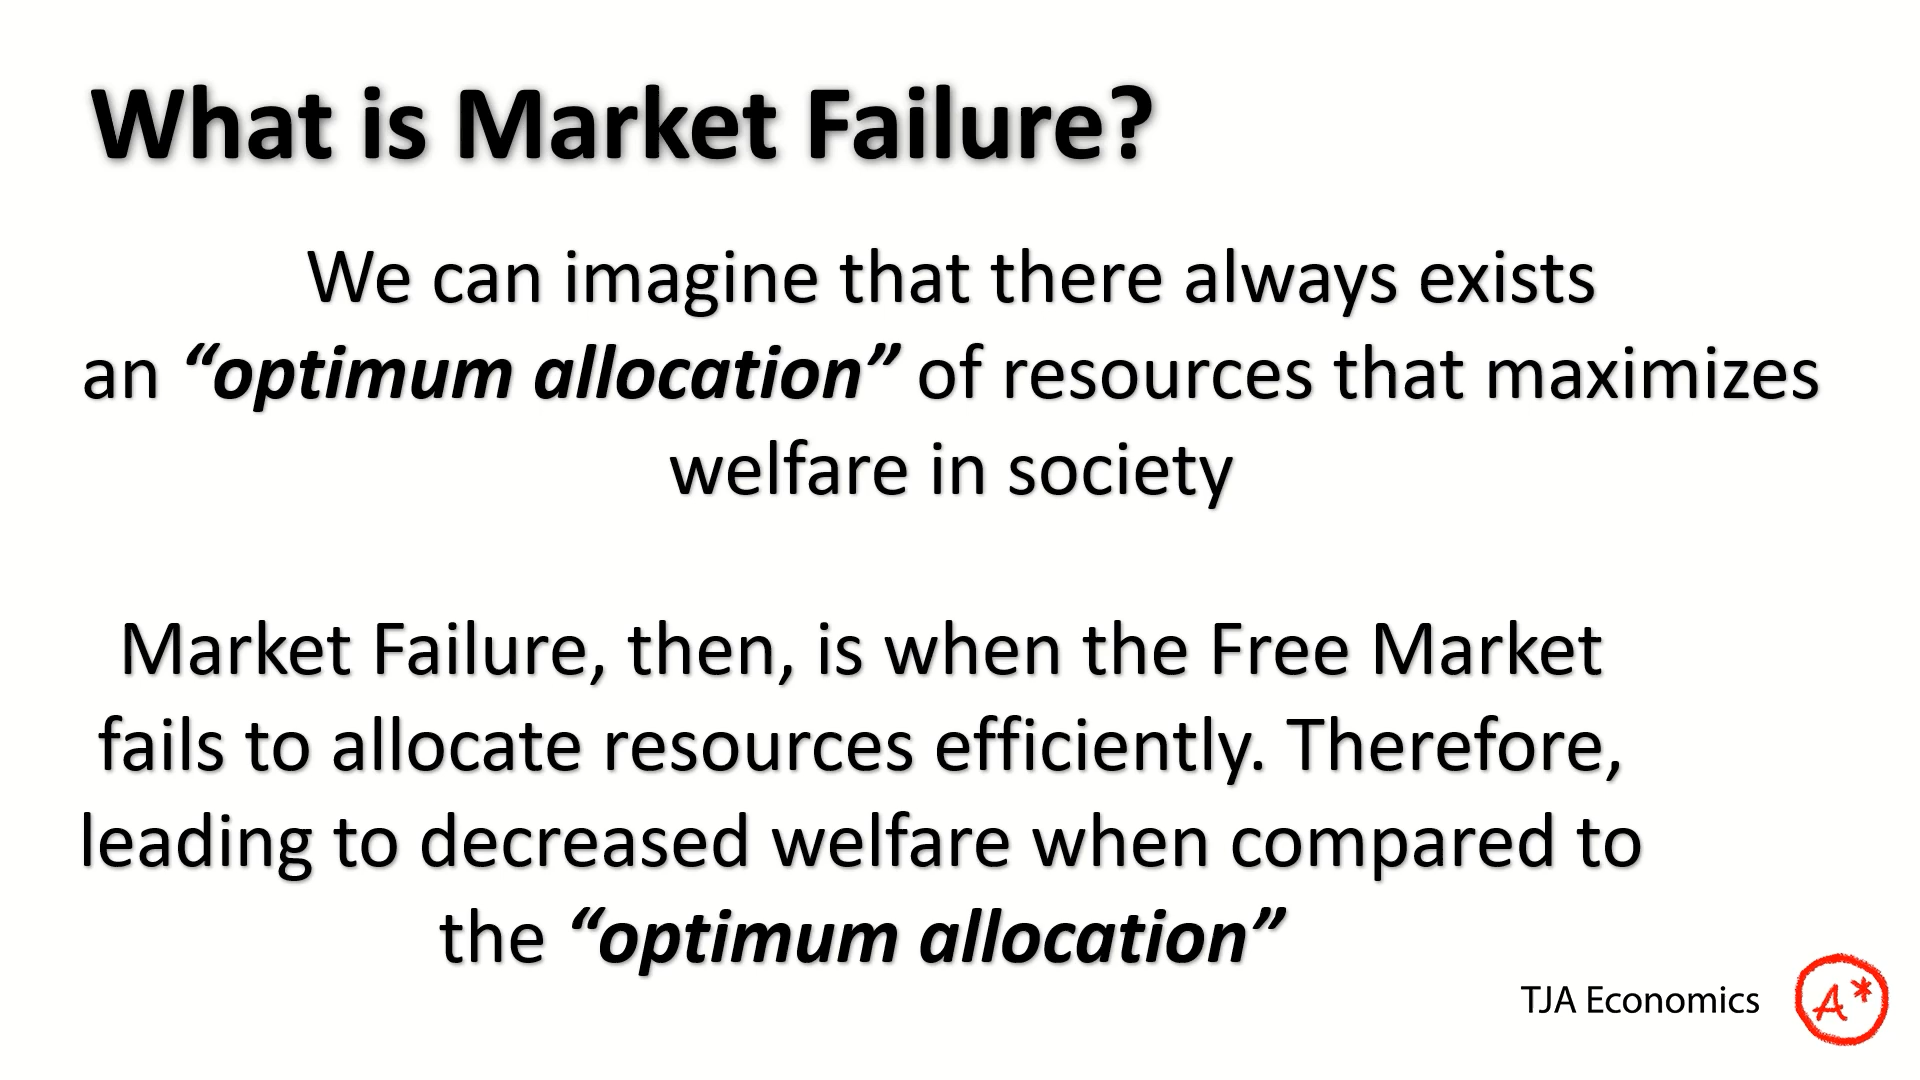 What is Market Failure?
We can imagine that there always exists
an “optimum allocation” of resources that maximizes
welfare in society
Market Failure, then, is when the Free Market
fails to allocate resources efficiently. Therefore,
leading to decreased welfare when compared to
the “optimum allocation”
TJA Economics
A*